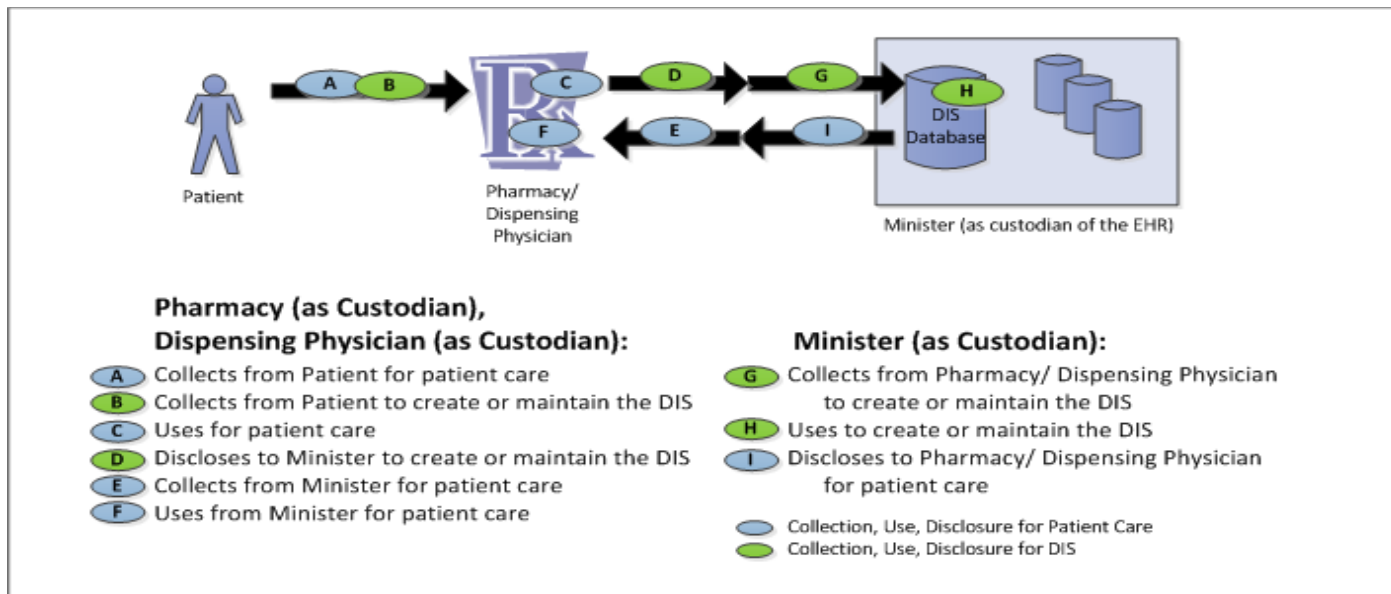 A
B
C
D
G
H
DIS
Database
F
E
I
Rx
Patient
Pharmacy/
Dispensing
Physician
Minister (as custodian of the EHR)
Pharmacy (as Custodian),
Dispensing Physician (as Custodian):
A Collects from Patient for patient care
B Collects from Patient to create or maintain the DIS
C Uses for patient care
D Discloses to Minister to create or maintain the DIS
E Collects from Minister for patient care
F Uses from Minister for patient care
Minister (as Custodian):
G Collects from Pharmacy/ Dispensing Physician
to create or maintain the DIS
H Uses to create or maintain the DIS
I Discloses to Pharmacy/ Dispensing Physician
for patient care
Collection, Use, Disclosure for Patient Care
Collection, Use, Disclosure for DIS